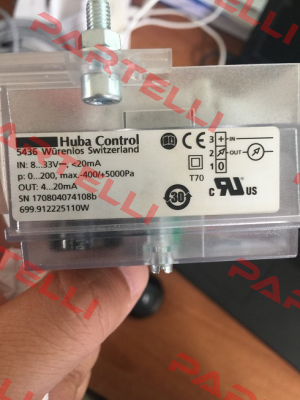 PARTELLI
Huba Control
5436 Würenlos Switzerland
IN: 8...33V⎓, <20mA
p: 0...200, max.-400/+5000Pa
OUT: 4...20mA
SN 170804074108b
699.912225110W
3 + IN
2 OUT
1 0
CE
T70
30
C UL US
PARTELLI
PARTELLI